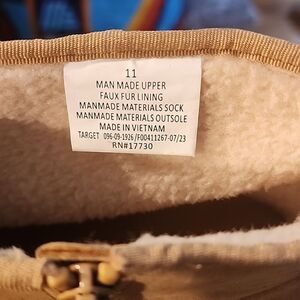 11
MAN MADE UPPER
FAUX FUR LINING
MANMADE MATERIALS SOCK
MANMADE MATERIALS OUTSOLE
MADE IN VIETNAM
TARGET 096-09-1926/F00411267-07/23
RN#17730